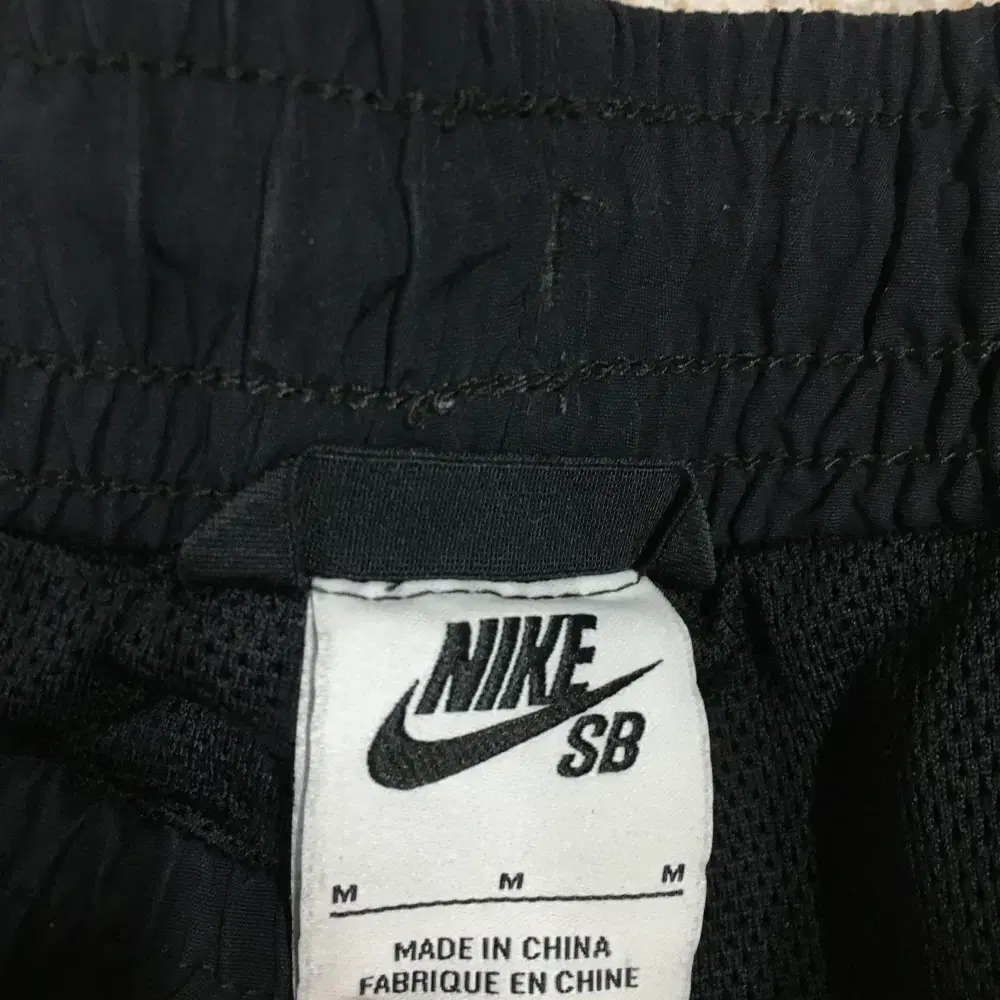 NIKE
SB
M M M
MADE IN CHINA
FABRIQUE EN CHINE